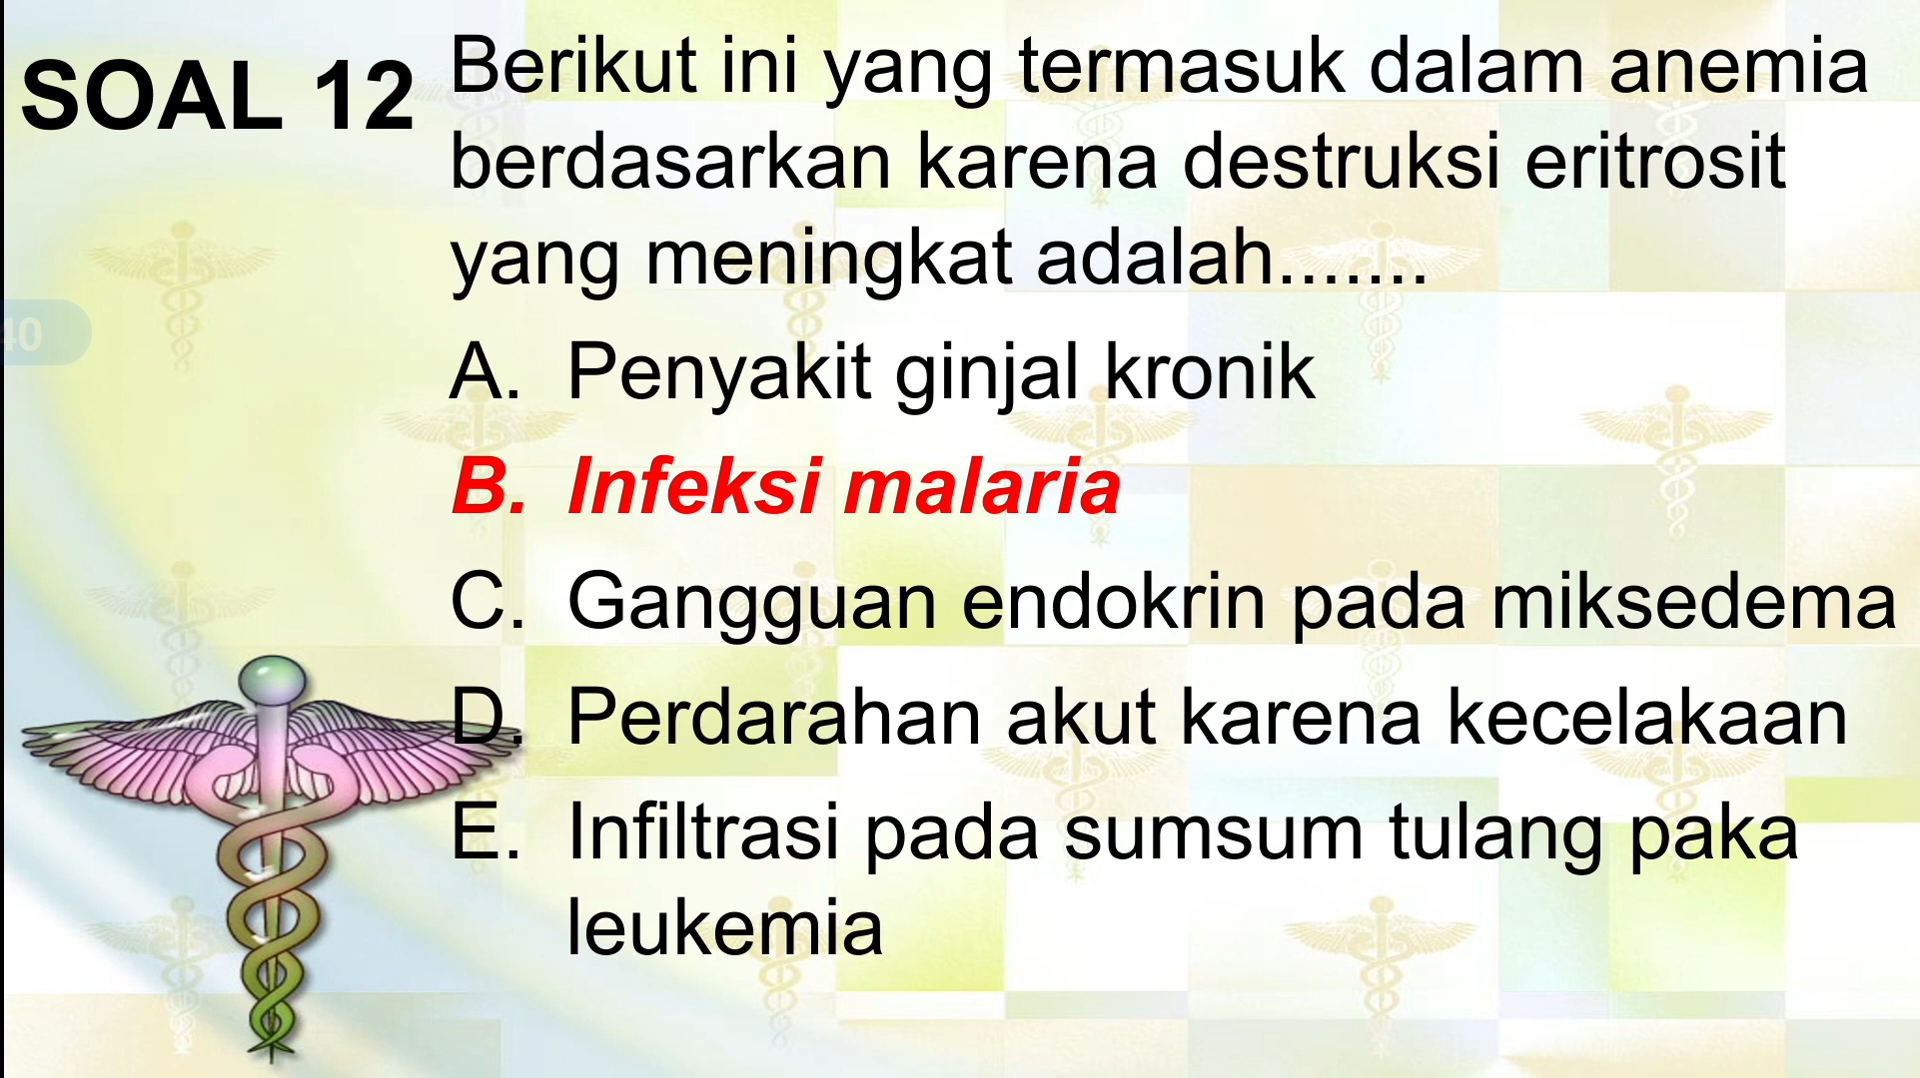 SOAL 12
Berikut ini yang termasuk dalam anemia
berdasarkan karena destruksi eritrosit
yang meningkat adalah.......
A. Penyakit ginjal kronik
B. Infeksi malaria
C. Gangguan endokrin pada miksedema
D. Perdarahan akut karena kecelakaan
E. Infiltrasi pada sumsum tulang paka
leukemia
40